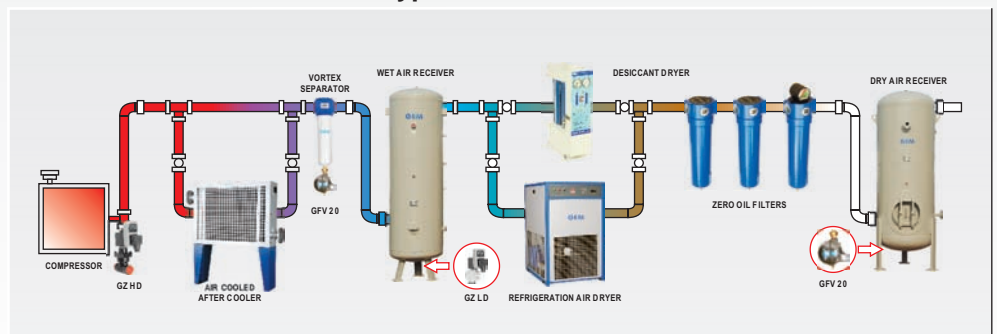 VORTEX
SEPARATOR
WET AIR RECEIVER
DESICCANT DRYER
DRY AIR RECEIVER
GFV 20
ZERO OIL FILTERS
COMPRESSOR
GZ HD
AIR COOLED
AFTER COOLER
GZ LD
REFRIGERATION AIR DRYER
GFV 20